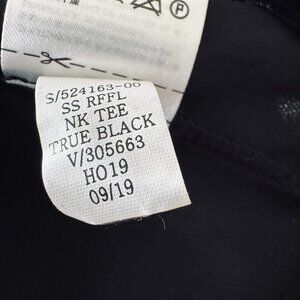 P
S/524163-00
SS RFFL
NK TEE
TRUE BLACK
V/305663
HO19
09/19